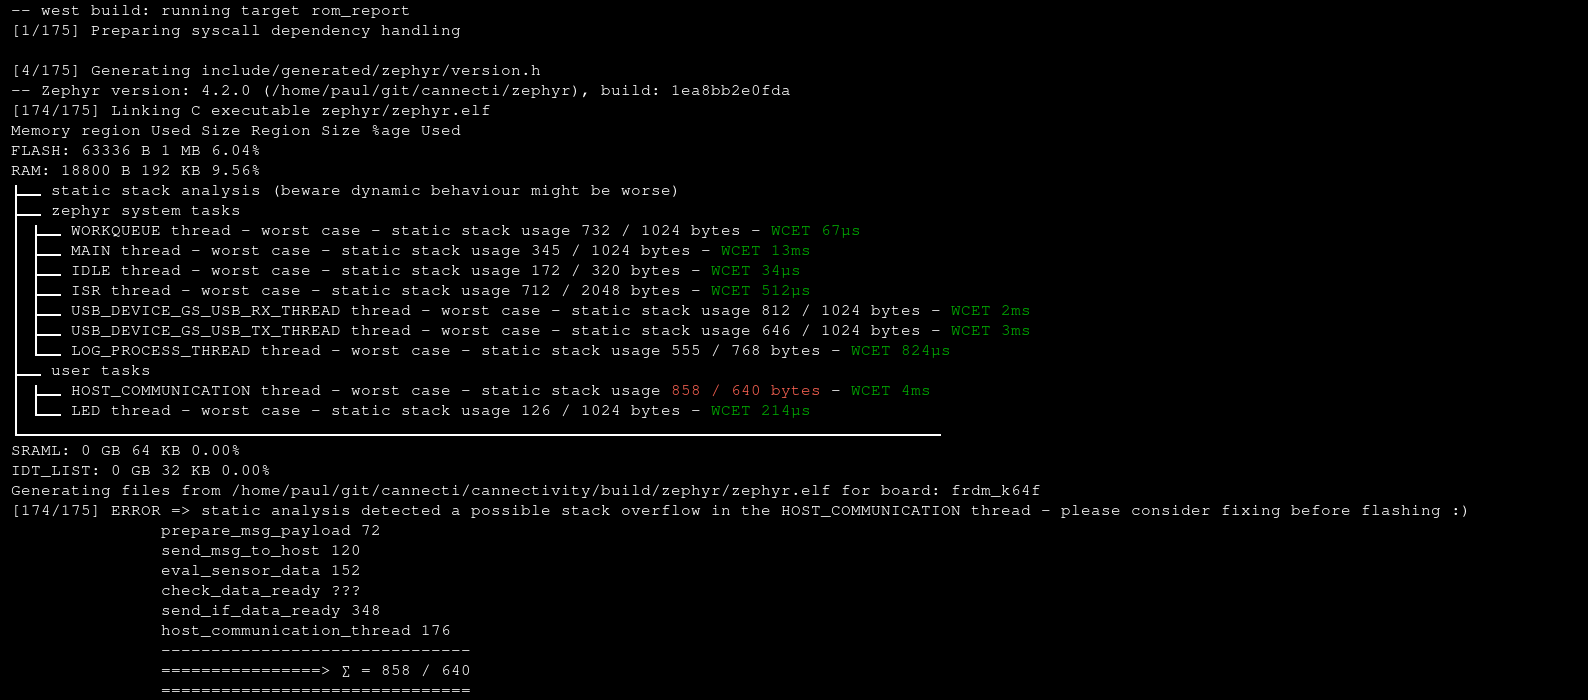 -- west build: running target rom_report
[1/175] Preparing syscall dependency handling
[4/175] Generating include/generated/zephyr/version.h
-- Zephyr version: 4.2.0 (/home/paul/git/cannecti/zephyr), build: 1ea8bb2e0fda
[174/175] Linking C executable zephyr/zephyr.elf
Memory region Used Size Region Size %age Used
FLASH: 63336 B 1 MB 6.04%
RAM: 18800 B 192 KB 9.56%
static stack analysis (beware dynamic behaviour might be worse)
zephyr system tasks
WORKQUEUE thread - worst case - static stack usage 732 / 1024 bytes - WCET 67µs
MAIN thread - worst case - static stack usage 345 / 1024 bytes - WCET 13ms
IDLE thread - worst case - static stack usage 172 / 320 bytes - WCET 34µs
ISR thread - worst case - static stack usage 712 / 2048 bytes - WCET 512µs
USB_DEVICE_GS_USB_RX_THREAD thread - worst case - static stack usage 812 / 1024 bytes - WCET 2ms
USB_DEVICE_GS_USB_TX_THREAD thread - worst case - static stack usage 646 / 1024 bytes - WCET 3ms
LOG_PROCESS_THREAD thread - worst case - static stack usage 555 / 768 bytes - WCET 824µs
user tasks
HOST_COMMUNICATION thread - worst case - static stack usage 858 / 640 bytes - WCET 4ms
LED thread - worst case - static stack usage 126 / 1024 bytes - WCET 214µs
SRAML: 0 GB 64 KB 0.00%
IDT_LIST: 0 GB 32 KB 0.00%
Generating files from /home/paul/git/cannecti/cannectivity/build/zephyr/zephyr.elf for board: frdm_k64f
[174/175] ERROR => static analysis detected a possible stack overflow in the HOST_COMMUNICATION thread - please consider fixing before flashing :)
prepare_msg_payload 72
send_msg_to_host 120
eval_sensor_data 152
check_data_ready ???
send_if_data_ready 348
host_communication_thread 176
-------------------------------
================> ∑ = 858 / 640
===============================